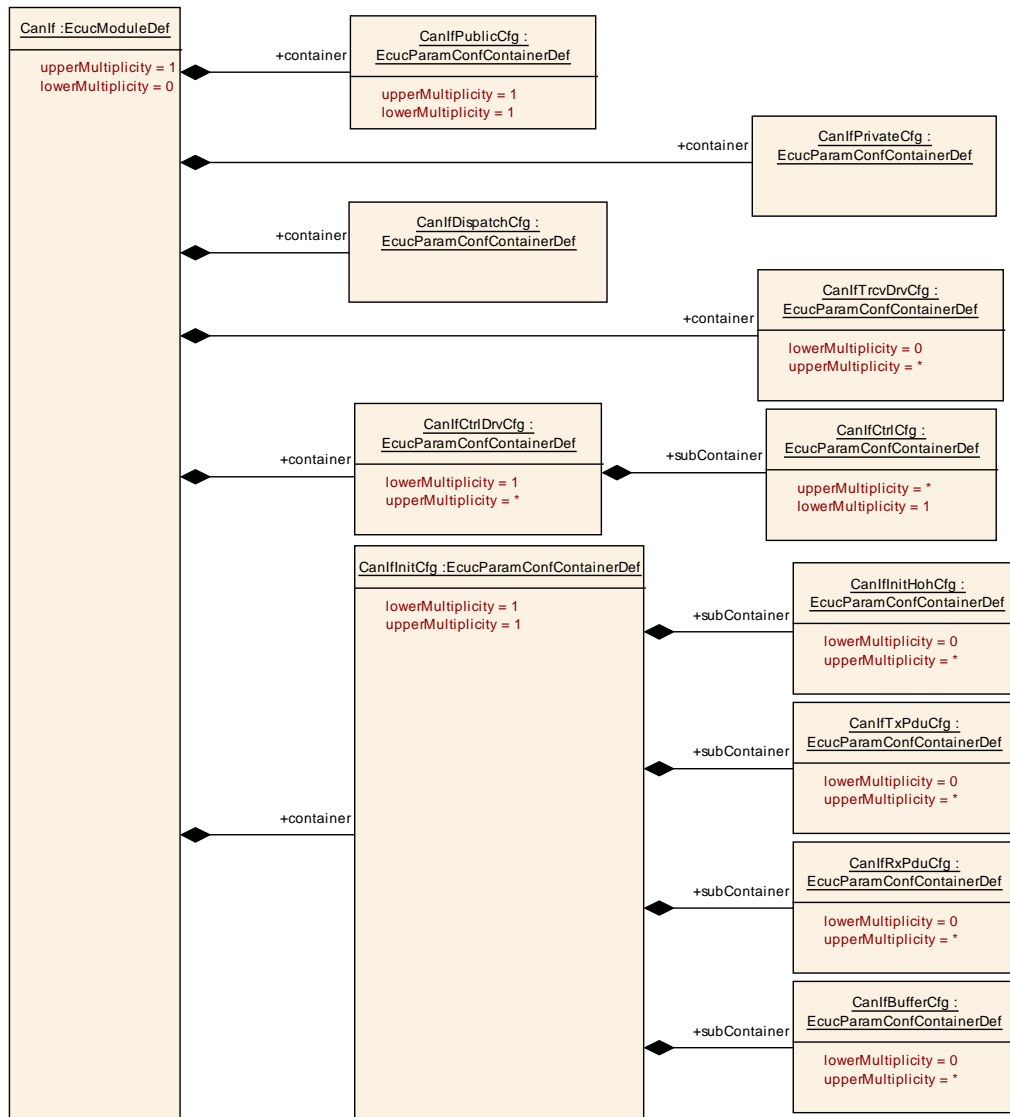 CanIf :EcucModuleDef
upperMultiplicity = 1
lowerMultiplicity = 0
+container
CanIfPublicCfg :
EcucParamConfContainerDef
upperMultiplicity = 1
lowerMultiplicity = 1
+container
CanIfPrivateCfg :
EcucParamConfContainerDef
+container
CanIfDispatchCfg :
EcucParamConfContainerDef
+container
CanIfTrcvDrvCfg :
EcucParamConfContainerDef
lowerMultiplicity = 0
upperMultiplicity = *
+container
CanIfCtrlDrvCfg :
EcucParamConfContainerDef
lowerMultiplicity = 1
upperMultiplicity = *
+subContainer
CanIfCtrlCfg :
EcucParamConfContainerDef
upperMultiplicity = *
lowerMultiplicity = 1
+container
CanIfInitCfg :EcucParamConfContainerDef
lowerMultiplicity = 1
upperMultiplicity = 1
+subContainer
CanIfInitHohCfg :
EcucParamConfContainerDef
lowerMultiplicity = 0
upperMultiplicity = *
+subContainer
CanIfTxPduCfg :
EcucParamConfContainerDef
lowerMultiplicity = 0
upperMultiplicity = *
+subContainer
CanIfRxPduCfg :
EcucParamConfContainerDef
lowerMultiplicity = 0
upperMultiplicity = *
+subContainer
CanIfBufferCfg :
EcucParamConfContainerDef
lowerMultiplicity = 0
upperMultiplicity = *